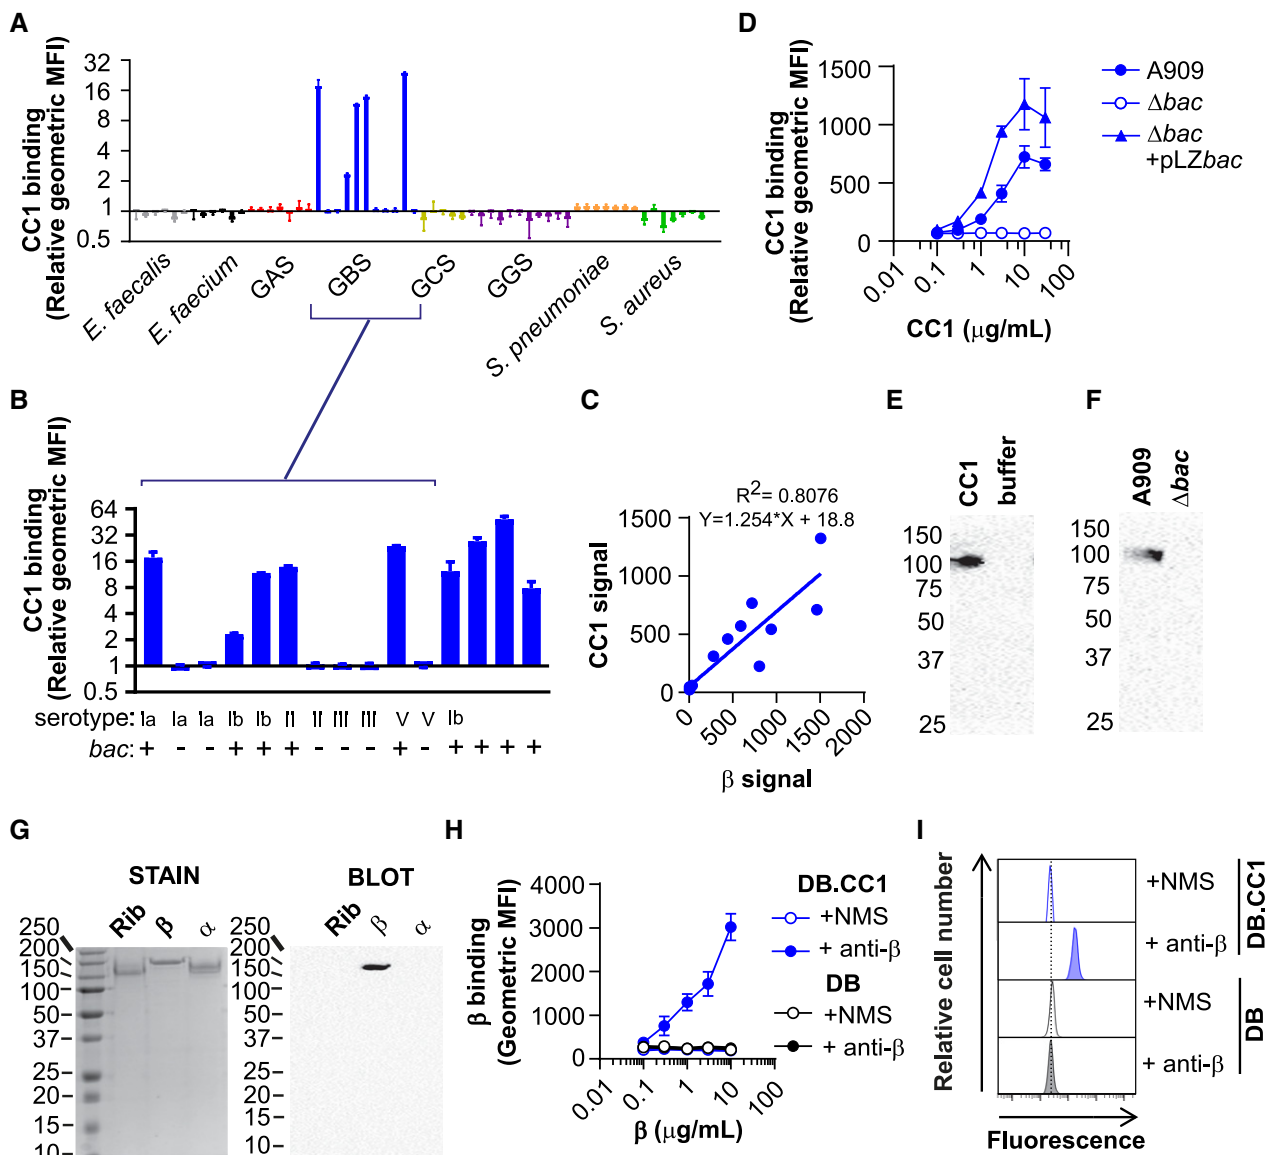 A
CC1 binding
(Relative geometric MFI)
32
16
8
4
2
1
0.5
E. faecalis
E. faecium
GAS
GBS
GCS
GGS
S. pneumoniae
S. aureus
D
CC1 binding
(Relative geometric MFI)
1500
1000
500
0
0.01
0.1
1
10
100
CC1 (μg/mL)
A909
Δbac
Δbac
+pLZbac
B
CC1 binding
(Relative geometric MFI)
64
32
16
8
4
2
1
0.5
serotype: Ia Ia Ia Ib Ib II II III III V V Ib
bac: + - - + + + - - - + - + + + +
C
R2= 0.8076
Y=1.254*X + 18.8
CC1 signal
1500
1000
500
0
0
500
1000
1500
2000
β signal
E
CC1
buffer
150
100
75
50
37
25
F
A909
Δbac
150
100
75
50
37
25
G
STAIN
Rib
β
α
250
200
150
100
50
37
25
20
15
10
BLOT
Rib
β
α
250
200
150
100
50
37
25
20
15
10
H
β binding
(Geometric MFI)
4000
3000
2000
1000
0
0.01
0.1
1
10
100
β (μg/mL)
DB.CC1
+NMS
+ anti-β
DB
+NMS
+ anti-β
I
Relative cell number
+NMS
+ anti-β
DB.CC1
+NMS
+ anti-β
DB
Fluorescence